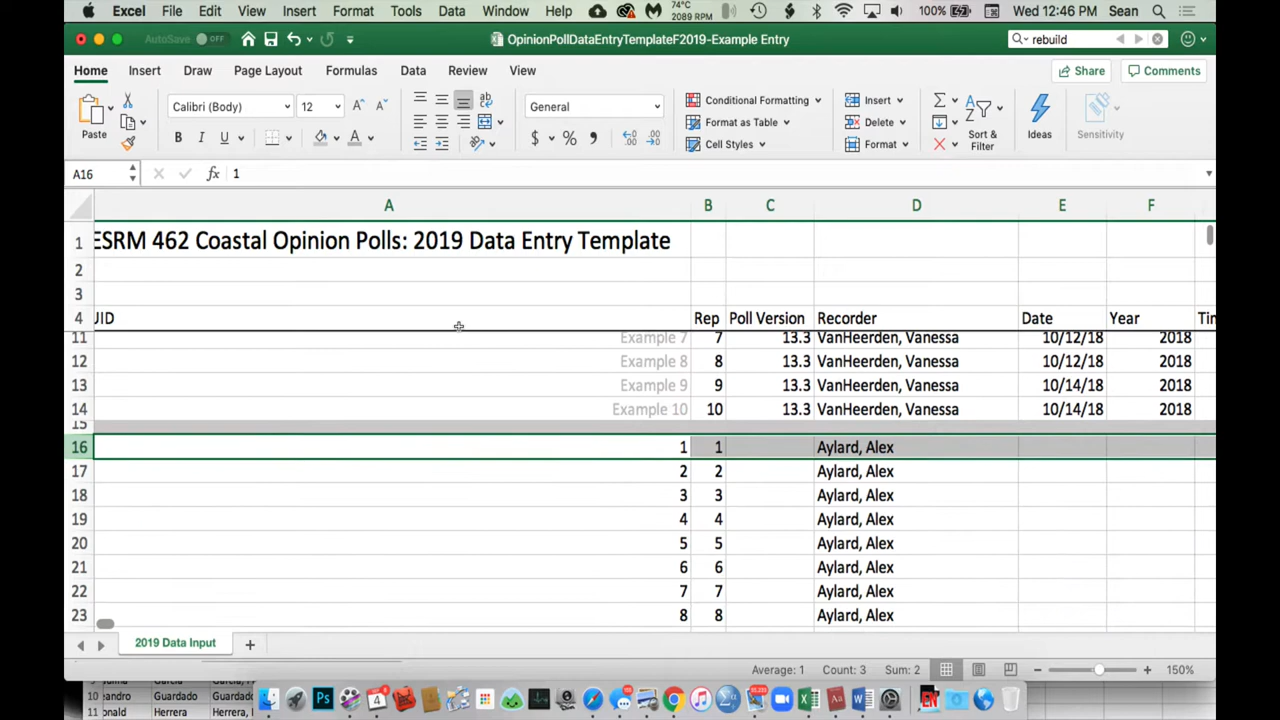 Excel File Edit View Insert Format Tools Data Window Help 74°C 2089 RPM 100% Wed 12:46 PM Sean
AutoSave OFF OpinionPollDataEntryTemplateF2019-Example Entry rebuild
Home Insert Draw Page Layout Formulas Data Review View Share Comments
Paste Calibri (Body) 12 General Conditional Formatting Insert
B I U A $ % Format as Table Delete Sort & Filter Ideas Sensitivity
Cell Styles Format
A16 fx 1
A B C D E F
1 ESRM 462 Coastal Opinion Polls: 2019 Data Entry Template
2
3
4 UID Rep Poll Version Recorder Date Year Tin
11 Example 7 7 13.3 VanHeerden, Vanessa 10/12/18 2018
12 Example 8 8 13.3 VanHeerden, Vanessa 10/12/18 2018
13 Example 9 9 13.3 VanHeerden, Vanessa 10/14/18 2018
14 Example 10 10 13.3 VanHeerden, Vanessa 10/14/18 2018
15
16 1 1 Aylard, Alex
17 2 2 Aylard, Alex
18 3 3 Aylard, Alex
19 4 4 Aylard, Alex
20 5 5 Aylard, Alex
21 6 6 Aylard, Alex
22 7 7 Aylard, Alex
23 8 8 Aylard, Alex
2019 Data Input
Average: 1 Count: 3 Sum: 2 150%
10 eandro Guardado Guardado,
11 onald Herrera Herrera,